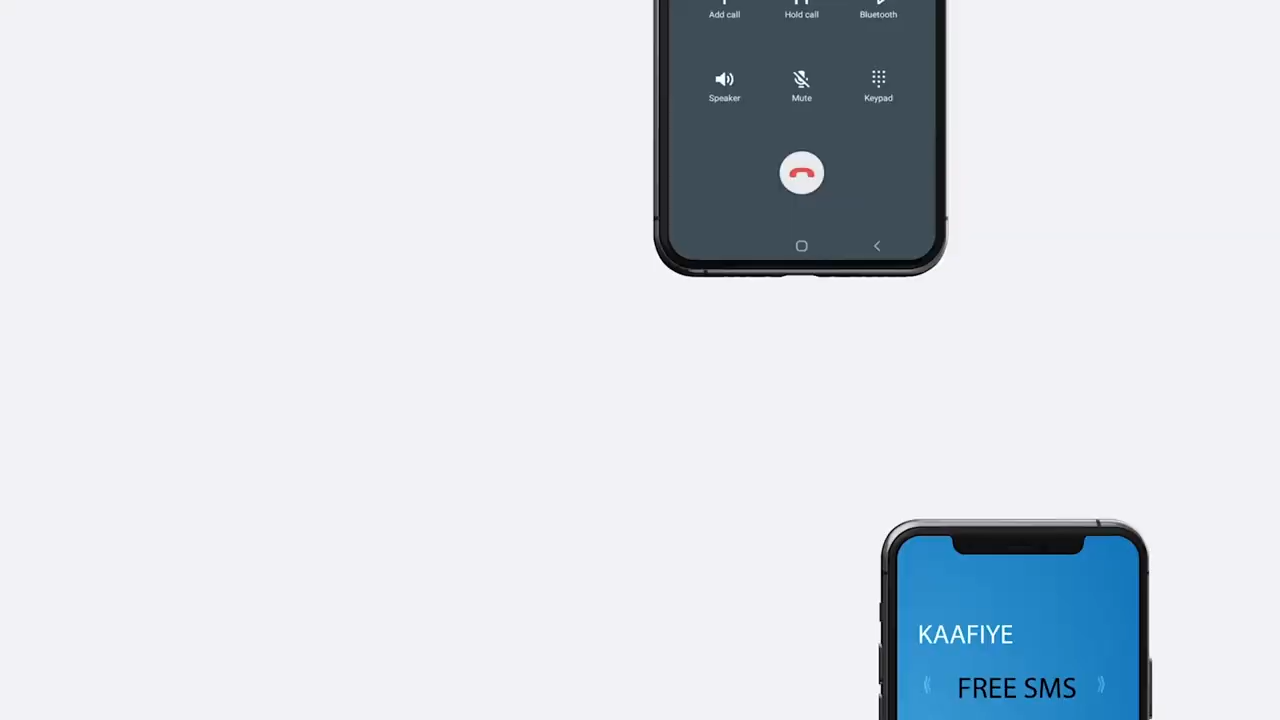 Add call Hold call Bluetooth
Speaker Mute Keypad
KAAFIYE
FREE SMS